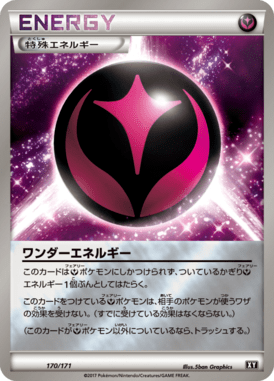 ENERGY
特殊エネルギー
ワンダーエネルギー
このカードはポケモンにしかつけられず、ついているかぎり
エネルギー1個ぶんとしてはたらく。
このカードをつけているポケモンは、相手のポケモンが使うワザ
の効果を受けない。(すでに受けている効果はなくならない。)
(このカードがポケモン以外についているなら、トラッシュする。)
170/171
Illus.5ban Graphics
XY
©2017 Pokémon/Nintendo/Creatures/GAME FREAK.